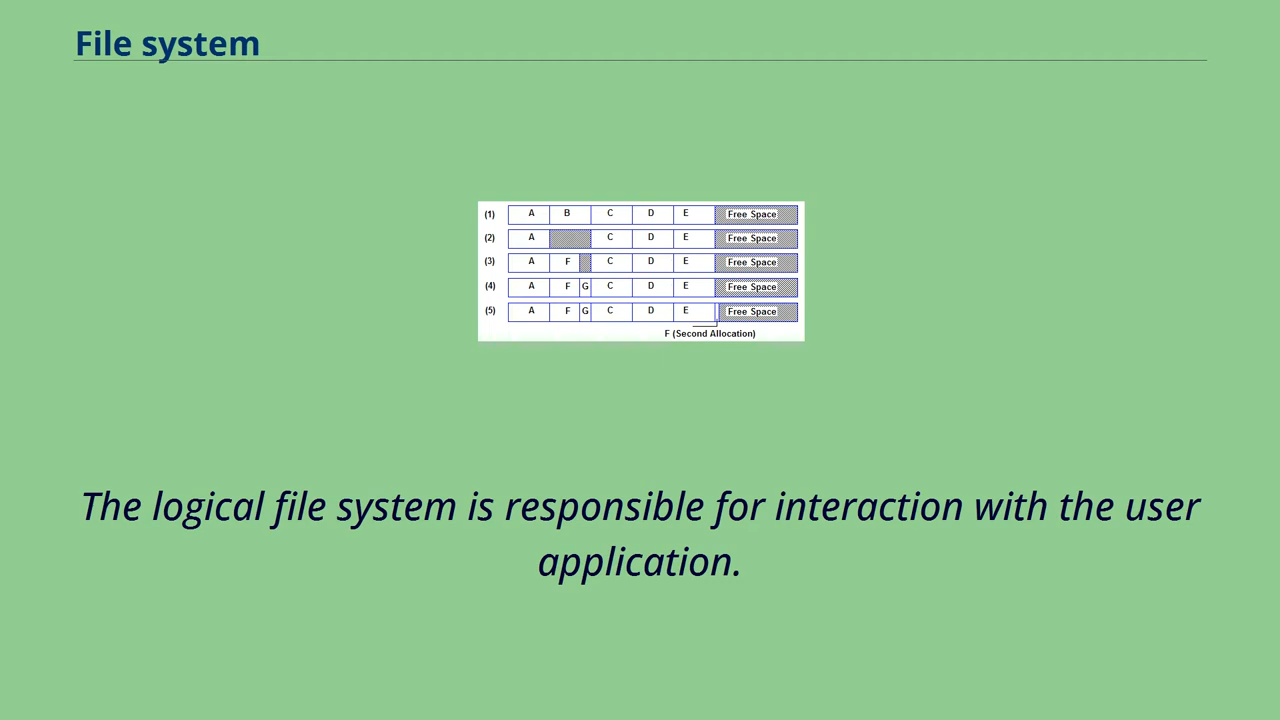 File system
(1) A B C D E Free Space
(2) A C D E Free Space
(3) A F C D E Free Space
(4) A F G C D E Free Space
(5) A F G C D E Free Space
F (Second Allocation)
The logical file system is responsible for interaction with the user
application.